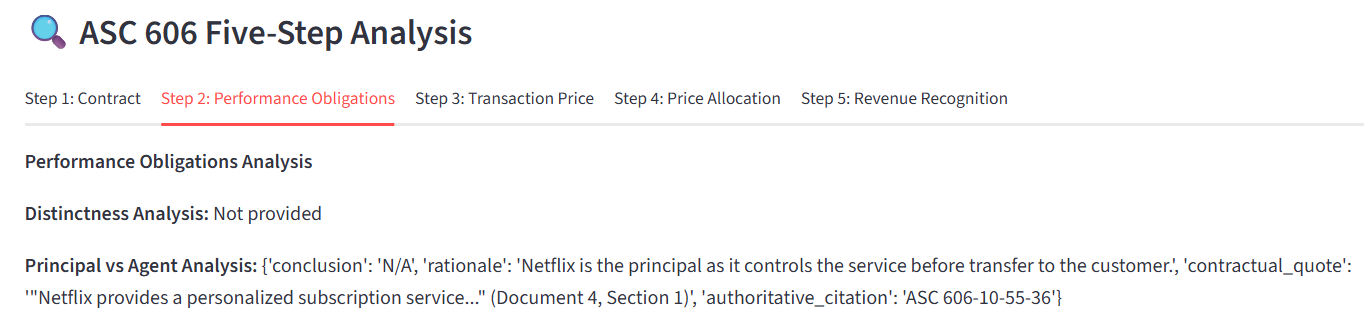 ASC 606 Five-Step Analysis
Step 1: Contract Step 2: Performance Obligations Step 3: Transaction Price Step 4: Price Allocation Step 5: Revenue Recognition
Performance Obligations Analysis
Distinctness Analysis: Not provided
Principal vs Agent Analysis: {'conclusion': 'N/A', 'rationale': 'Netflix is the principal as it controls the service before transfer to the customer.', 'contractual_quote':
'"Netflix provides a personalized subscription service..." (Document 4, Section 1)', 'authoritative_citation': 'ASC 606-10-55-36'}